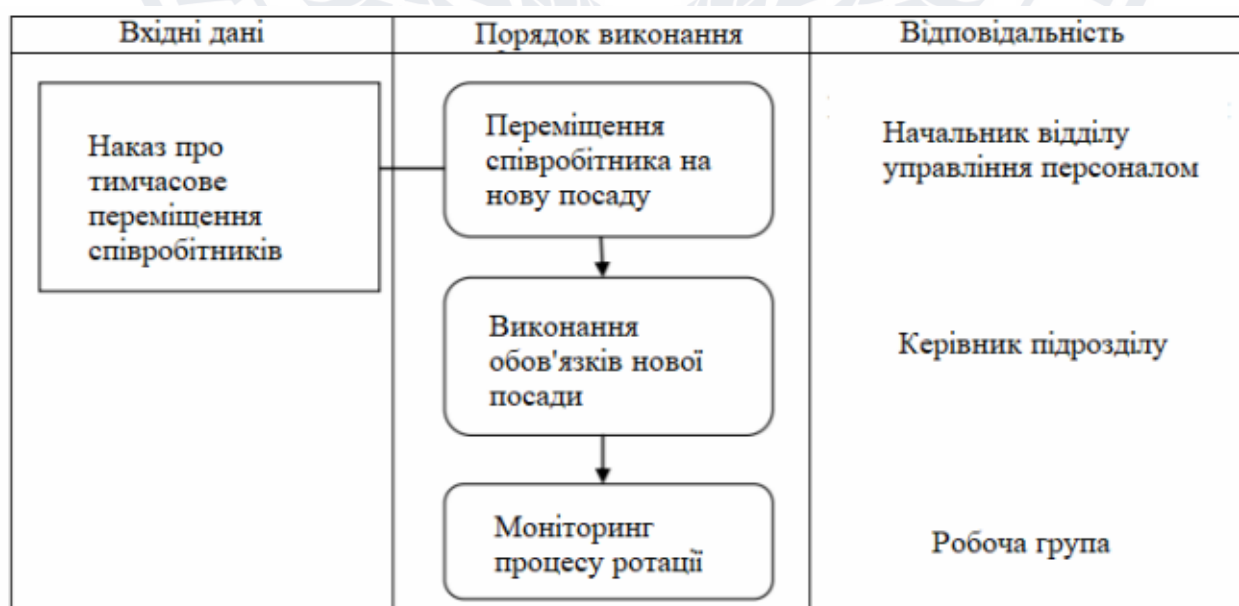 Вхідні дані
Порядок виконання
Відповідальність
Наказ про
тимчасове
переміщення
співробітників
Переміщення
співробітника на
нову посаду
Начальник відділу
управління персоналом
Виконання
обов'язків нової
посади
Керівник підрозділу
Моніторинг
процесу ротації
Робоча група